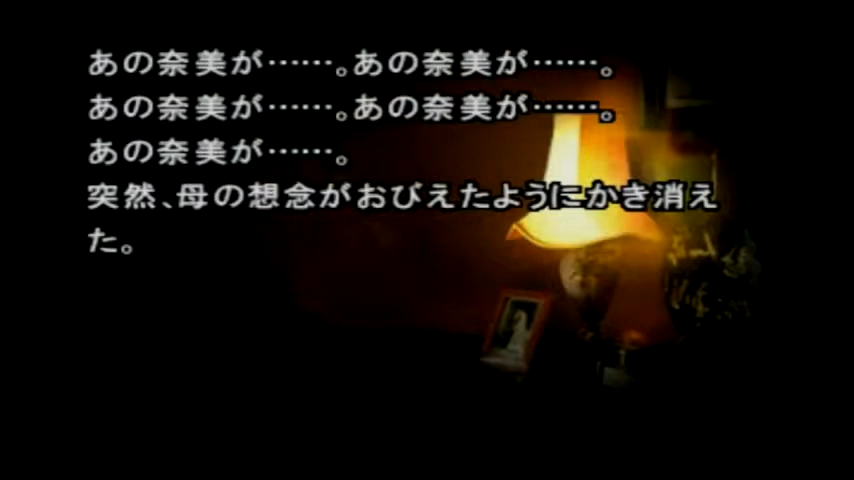 あの奈美が……。あの奈美が……。
あの奈美が……。あの奈美が……。
あの奈美が……。
突然、母の想念がおびえたようにかき消え
た。